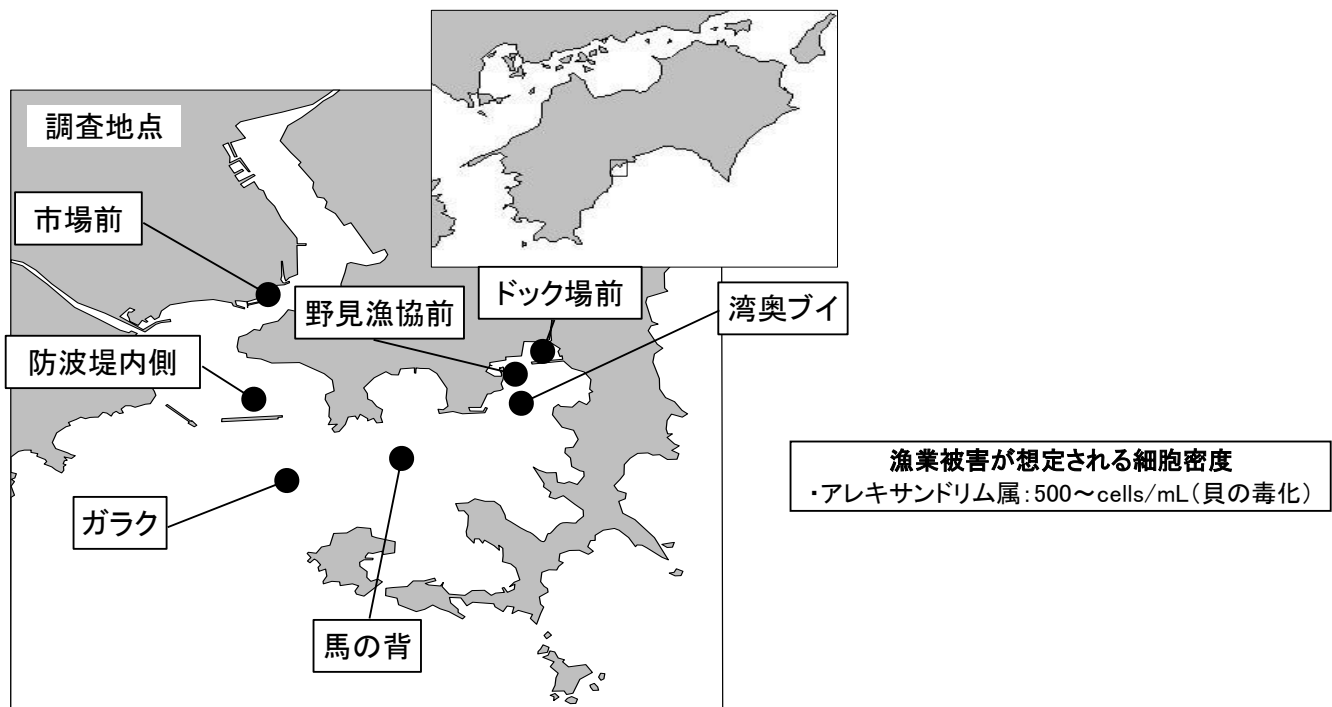 調査地点
市場前
ドック場前
野見漁協前
湾奥ブイ
防波堤内側
ガラク
馬の背
漁業被害が想定される細胞密度
・アレキサンドリム属：500～cells/mL（貝の毒化）